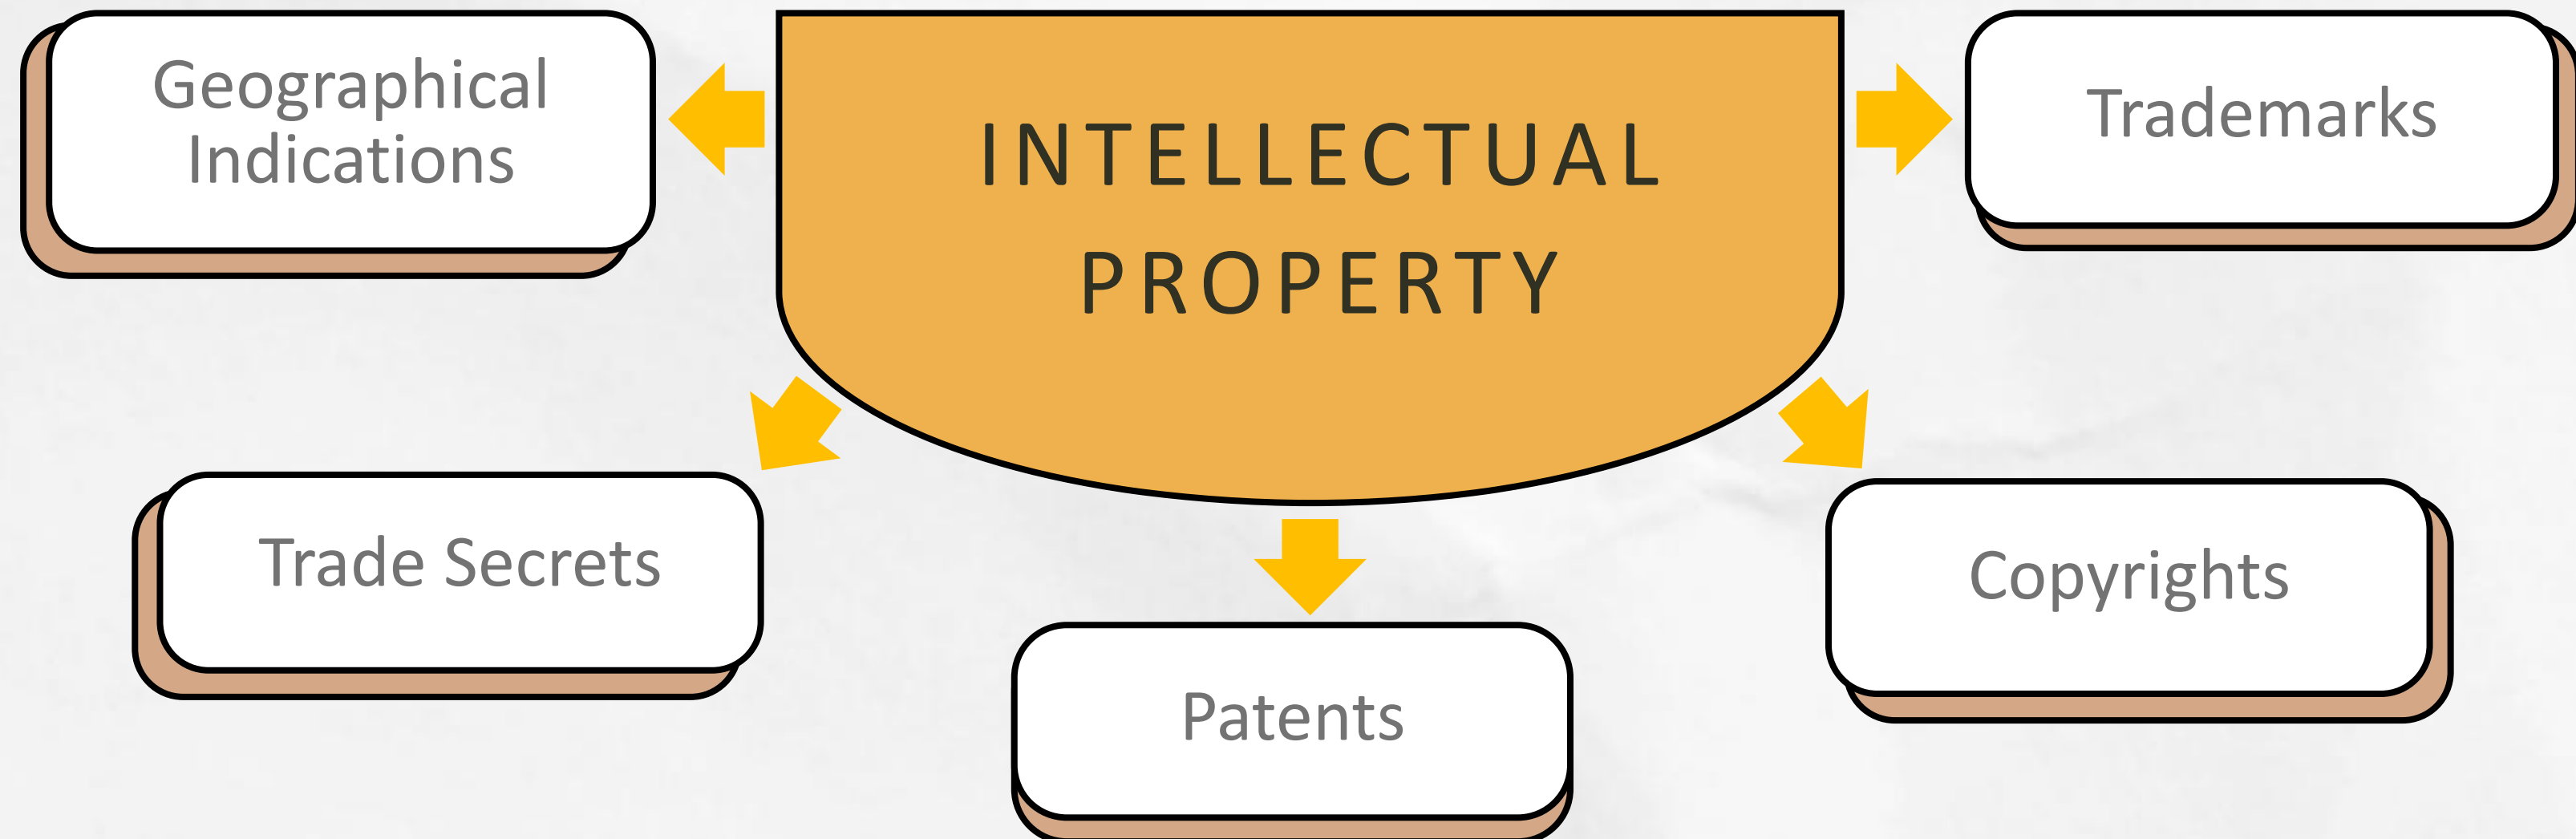 Geographical
Indications
INTELLECTUAL
PROPERTY
Trademarks
Trade Secrets
Patents
Copyrights